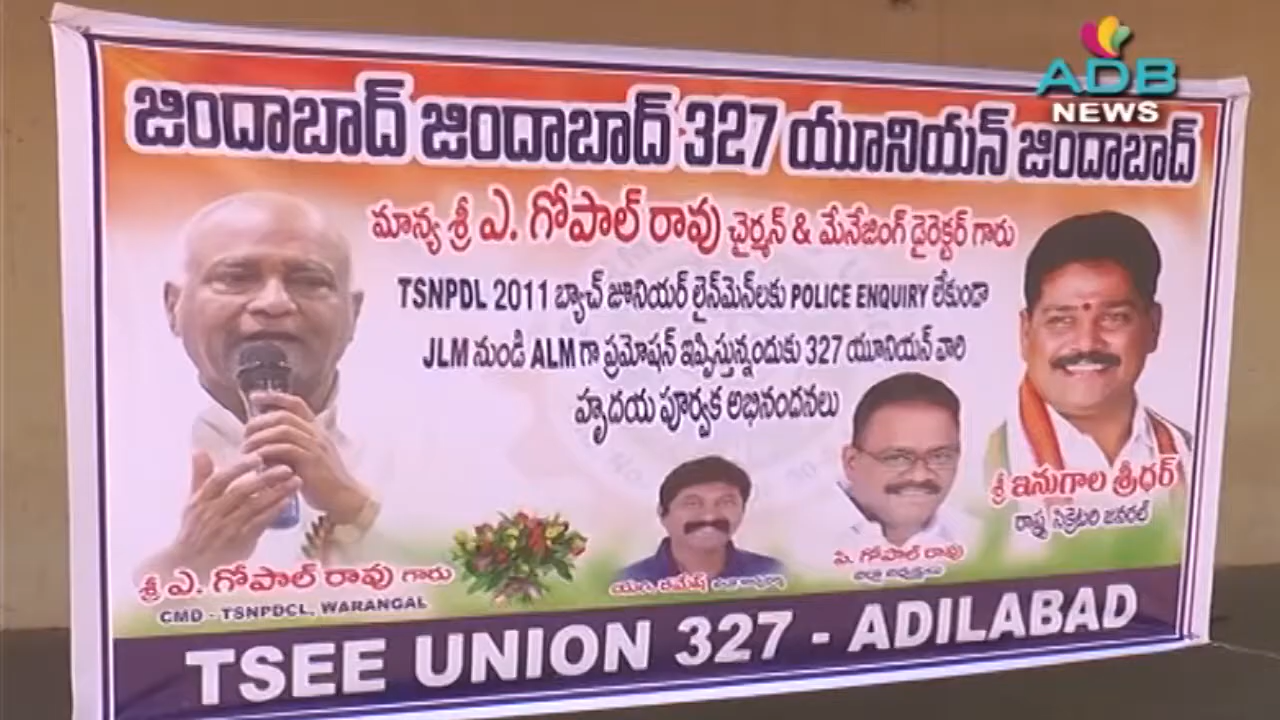 ADB
NEWS
జిందాబాద్ జిందాబాద్ 327 యూనియన్ జిందాబాద్
మాన్య శ్రీ ఎ. గోపాల్ రావు చైర్మన్ & మేనేజింగ్ డైరెక్టర్ గారు
TSNPDL 2011 బ్యాచ్ జూనియర్ లైన్‌మెన్‌లకు POLICE ENQUIRY లేకుండా
JLM నుండి ALM గా ప్రమోషన్ ఇప్పిస్తున్నందుకు 327 యూనియన్ వారి
హృదయ పూర్వక అభినందనలు
శ్రీ ఎ. గోపాల్ రావు గారు
CMD - TSNPDCL, WARANGAL
సి. గోపాల్ రావు
శ్రీ ఇనుగాల శ్రీధర్
రాష్ట్ర సెక్రెటరి జనరల్
TSEE UNION 327 - ADILABAD